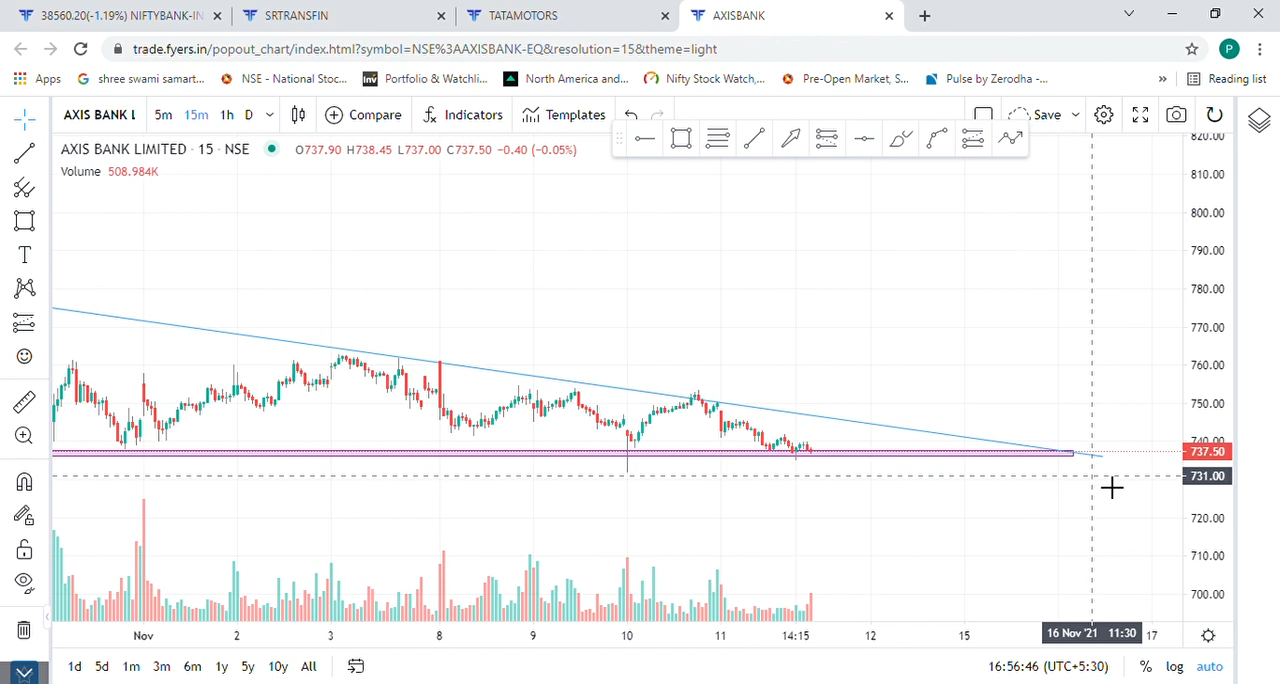 38560.20(-1.19%) NIFTYBANK-IN
SRTRANSFIN
TATAMOTORS
AXISBANK
trade.fyers.in/popout_chart/index.html?symbol=NSE%3AAXISBANK-EQ&resolution=15&theme=light
P
Apps
shree swami samart...
NSE - National Stoc...
Inv
Portfolio & Watchli...
North America and...
Nifty Stock Watch,...
Pre-Open Market, S...
Pulse by Zerodha -...
»
Reading list
AXIS BANK L
5m 15m 1h D
Compare
Indicators
Templates
Save
AXIS BANK LIMITED · 15 · NSE
O737.90 H738.45 L737.00 C737.50 −0.40 (−0.05%)
Volume 508.984K
820.00
810.00
800.00
790.00
780.00
770.00
760.00
750.00
740.00
737.50
731.00
720.00
710.00
700.00
Nov 2 3 8 9 10 11 14:15 12 15 16 Nov '21 11:30 17
1d 5d 1m 3m 6m 1y 5y 10y All
16:56:46 (UTC+5:30) % log auto